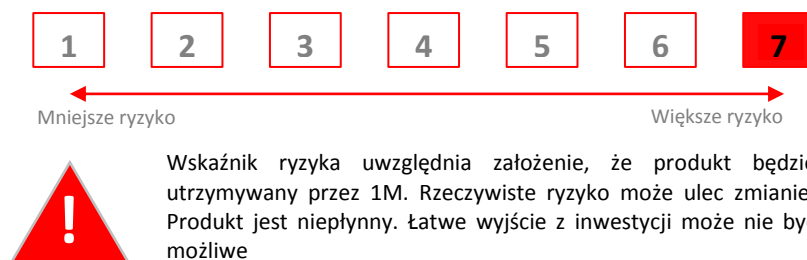 1 2 3 4 5 6 7
Mniejsze ryzyko Większe ryzyko
Wskaźnik ryzyka uwzględnia założenie, że produkt będzie
utrzymywany przez 1M. Rzeczywiste ryzyko może ulec zmianie
! Produkt jest niepłynny. Łatwe wyjście z inwestycji może nie by
możliwe